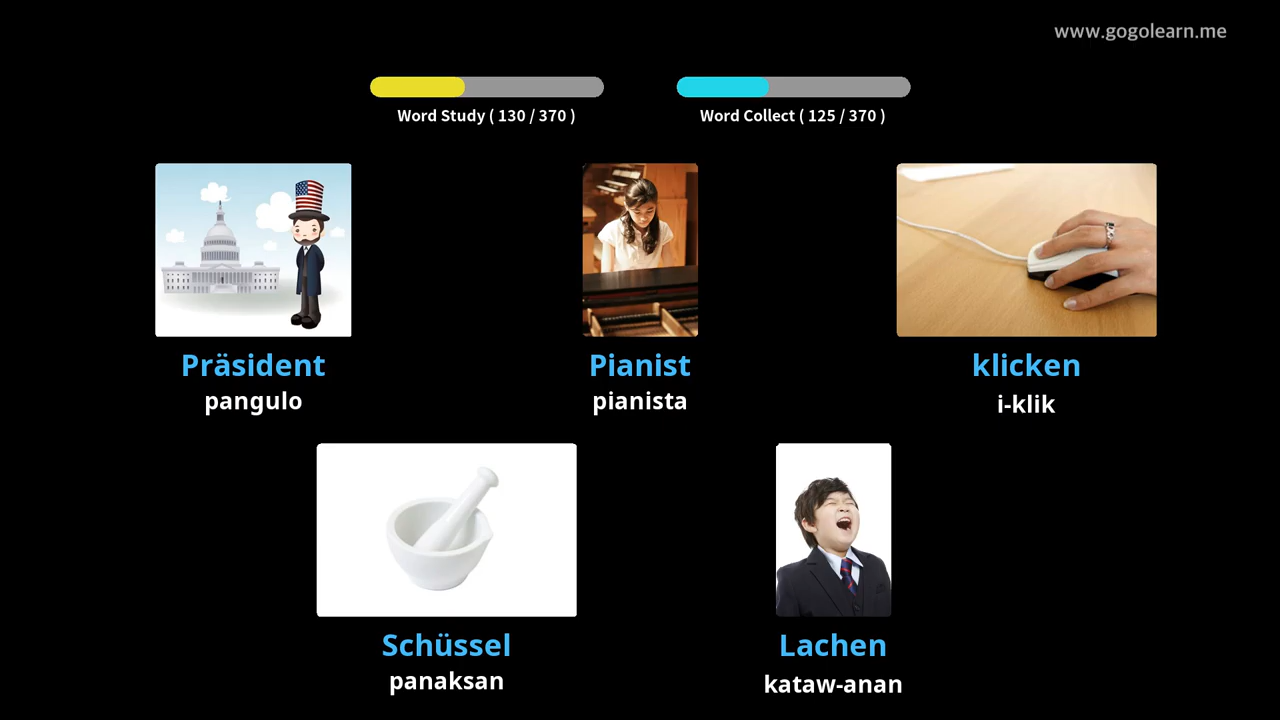 www.gogolearn.me
Word Study ( 130 / 370 )
Word Collect ( 125 / 370 )
Präsident
pangulo
Pianist
pianista
klicken
i-klik
Schüssel
panaksan
Lachen
kataw-anan